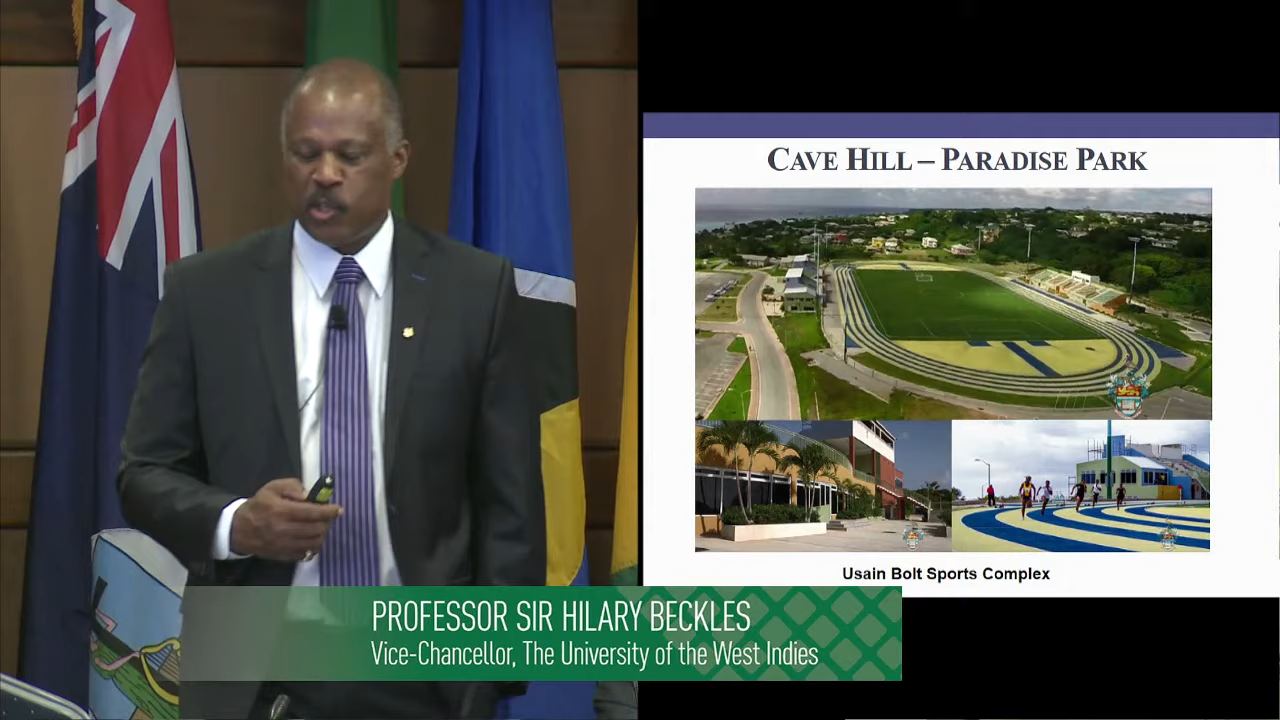 CAVE HILL – PARADISE PARK
Usain Bolt Sports Complex
PROFESSOR SIR HILARY BECKLES
Vice-Chancellor, The University of the West Indies